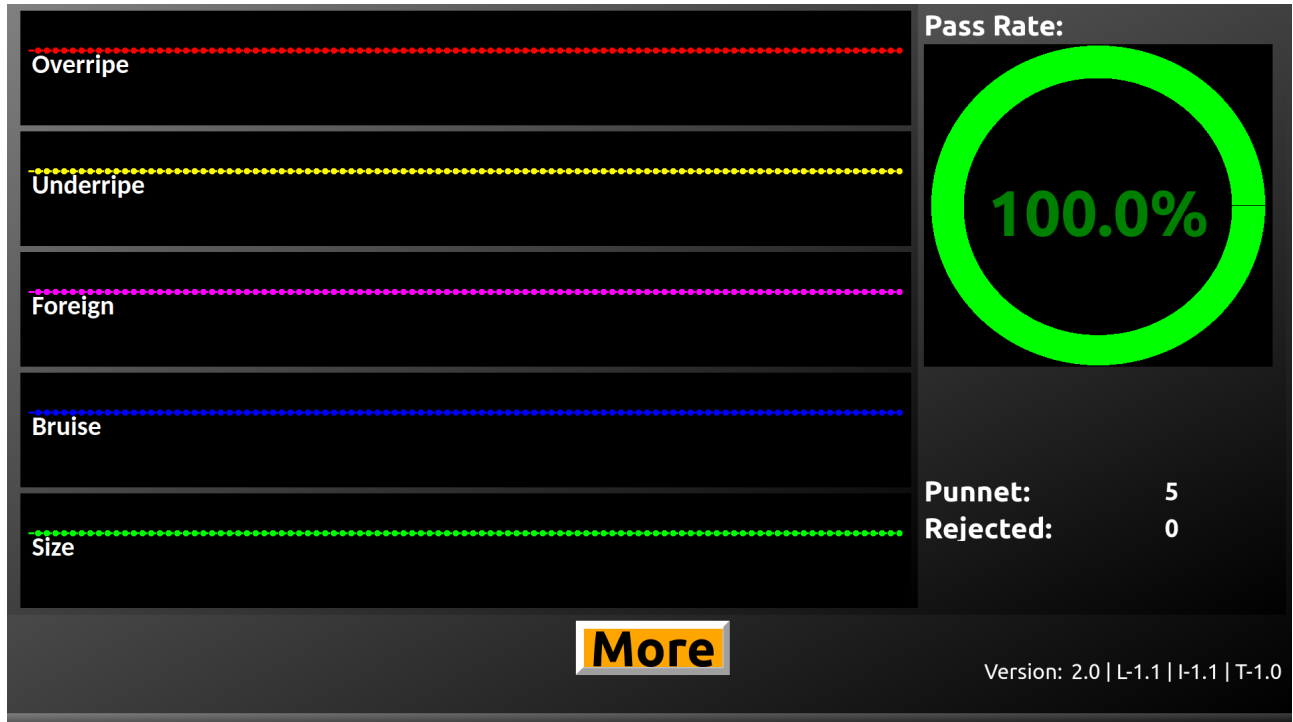 Overripe
Underripe
Foreign
Bruise
Size
Pass Rate:
100.0%
Punnet: 5
Rejected: 0
More
Version: 2.0 | L-1.1 | I-1.1 | T-1.0